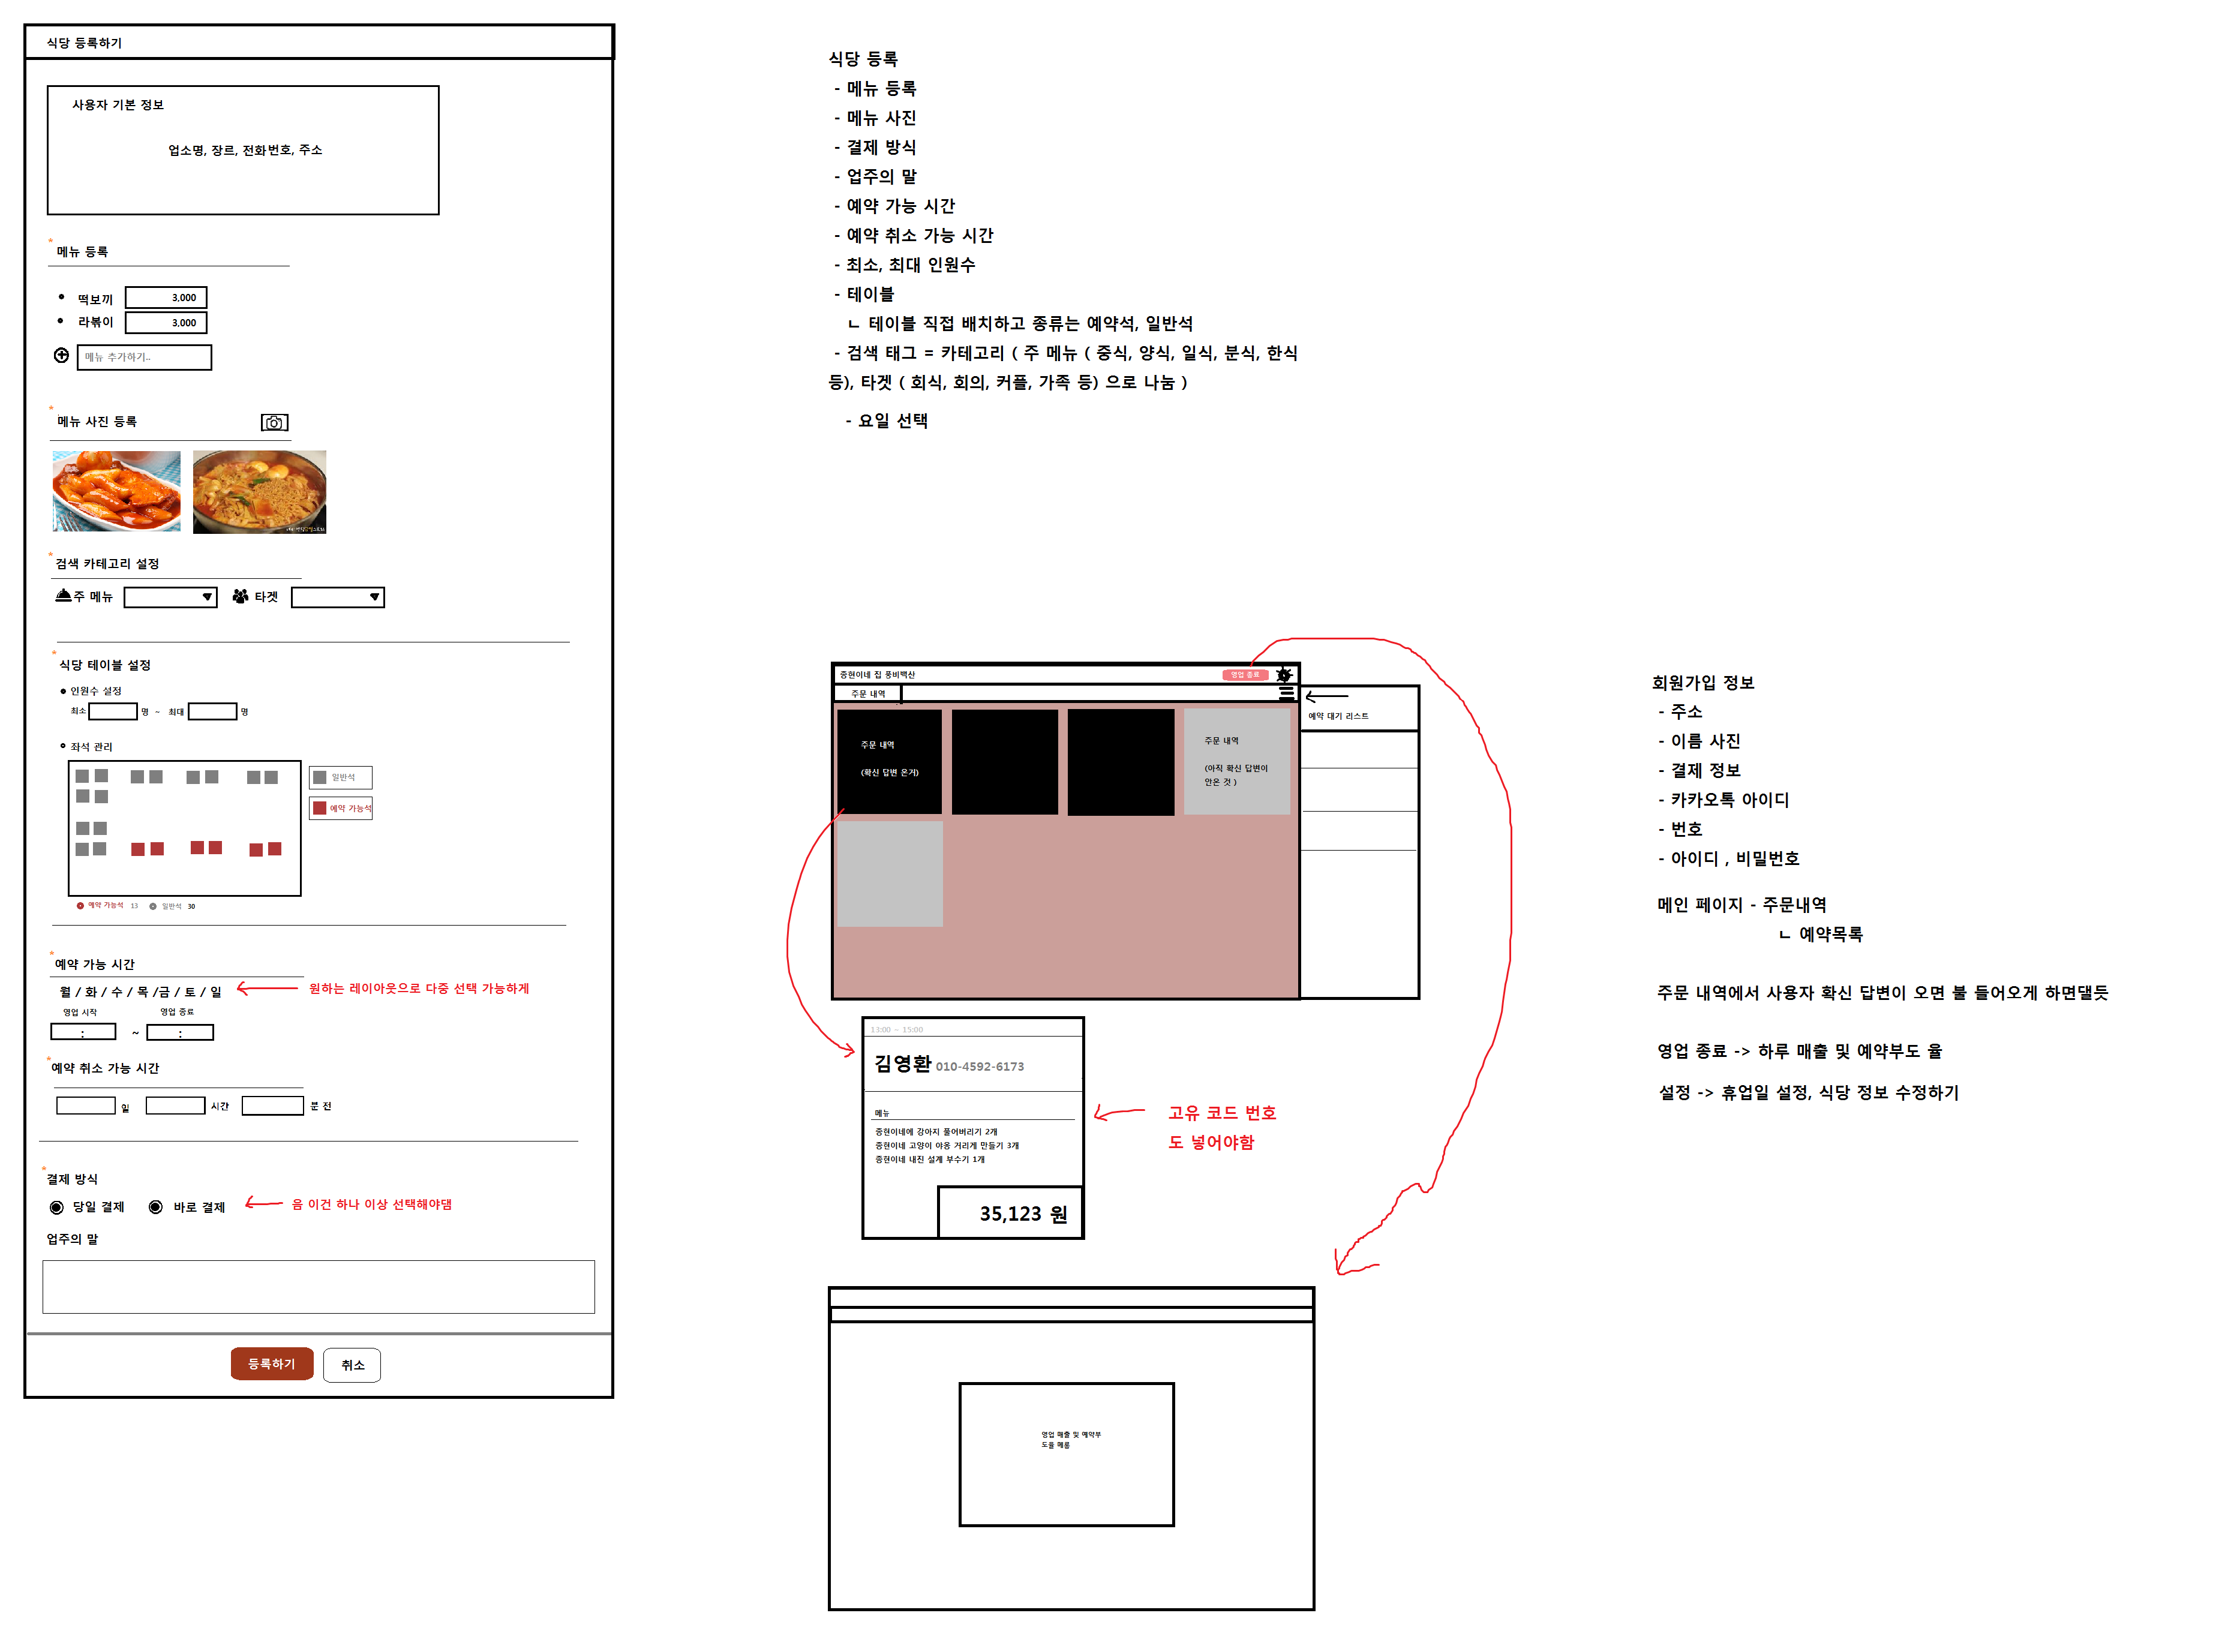 식당 등록하기
사용자 기본 정보
업소명, 장르, 전화번호, 주소
* 메뉴 등록
떡보끼 3,000
라볶이 3,000
메뉴 추가하기..
* 메뉴 사진 등록
* 검색 카테고리 설정
주 메뉴 타겟
* 식당 테이블 설정
인원수 설정
최소 명 ~ 최대 명
좌석 관리
일반석
예약 가능석
예약 가능석 13 일반석 30
* 예약 가능 시간
월 / 화 / 수 / 목 /금 / 토 / 일
원하는 레이아웃으로 다중 선택 가능하게
영업 시작 영업 종료
: ~ :
* 예약 취소 가능 시간
일 시간 분 전
* 결제 방식
당일 결제 바로 결제
음 이건 하나 이상 선택해야댐
업주의 말
등록하기 취소
식당 등록
- 메뉴 등록
- 메뉴 사진
- 결제 방식
- 업주의 말
- 예약 가능 시간
- 예약 취소 가능 시간
- 최소, 최대 인원수
- 테이블
ㄴ 테이블 직접 배치하고 종류는 예약석, 일반석
- 검색 태그 = 카테고리 ( 주 메뉴 ( 중식, 양식, 일식, 분식, 한식
등), 타겟 ( 회식, 회의, 커플, 가족 등) 으로 나눔 )
- 요일 선택
종현이네 집 풍비백산 영업 종료
주문 내역
예약 대기 리스트
주문 내역
(확신 답변 온거)
주문 내역
(아직 확신 답변이
안온 것 )
13:00 ~ 15:00
김영환 010-4592-6173
메뉴
종현이네에 강아지 풀어버리기 2개
종현이네 고양이 야옹 거리게 만들기 3개
종현이네 내진 설계 부수기 1개
35,123 원
고유 코드 번호
도 넣어야함
영업 매출 및 예약부
도율 메롱
회원가입 정보
- 주소
- 이름 사진
- 결제 정보
- 카카오톡 아이디
- 번호
- 아이디 , 비밀번호
메인 페이지 - 주문내역
ㄴ 예약목록
주문 내역에서 사용자 확신 답변이 오면 불 들어오게 하면댈듯
영업 종료 -> 하루 매출 및 예약부도 율
설정 -> 휴업일 설정, 식당 정보 수정하기